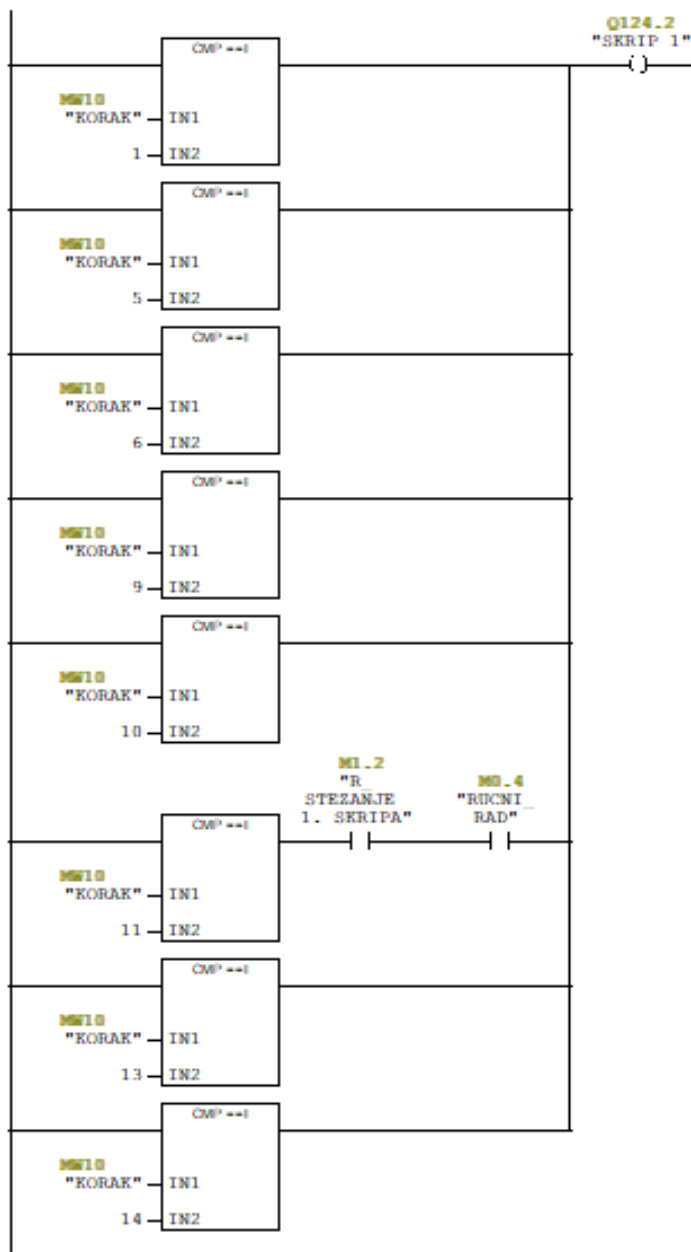 Q124.2
"SKRIP 1"
CMP ==I
MW10
"KORAK"
IN1
1
IN2
CMP ==I
MW10
"KORAK"
IN1
5
IN2
CMP ==I
MW10
"KORAK"
IN1
6
IN2
CMP ==I
MW10
"KORAK"
IN1
9
IN2
CMP ==I
MW10
"KORAK"
IN1
10
IN2
M1.2
"R_
STEZANJE
1. SKRIPA"
M0.4
"RUCNI_
RAD"
CMP ==I
MW10
"KORAK"
IN1
11
IN2
CMP ==I
MW10
"KORAK"
IN1
13
IN2
CMP ==I
MW10
"KORAK"
IN1
14
IN2